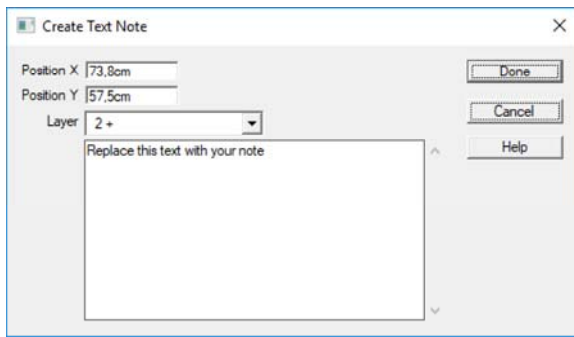 Create Text Note
Position X 73,8cm
Position Y 57,5cm
Layer 2 +
Replace this text with your note
Done
Cancel
Help